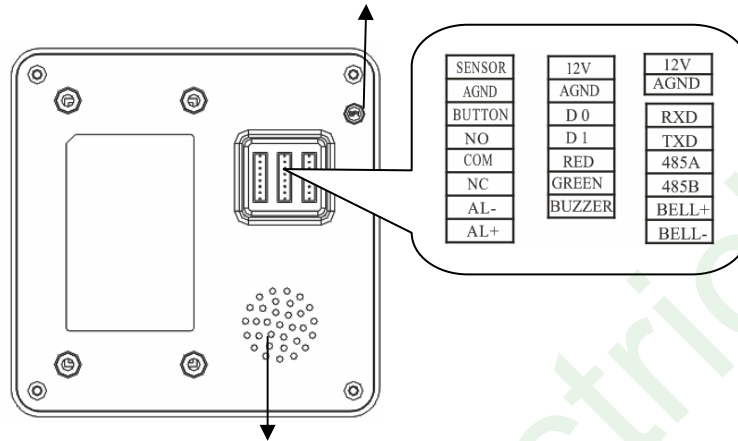 SENSOR
AGND
BUTTON
NO
COM
NC
AL-
AL+
12V
AGND
D 0
D 1
RED
GREEN
BUZZER
12V
AGND
RXD
TXD
485A
485B
BELL+
BELL-